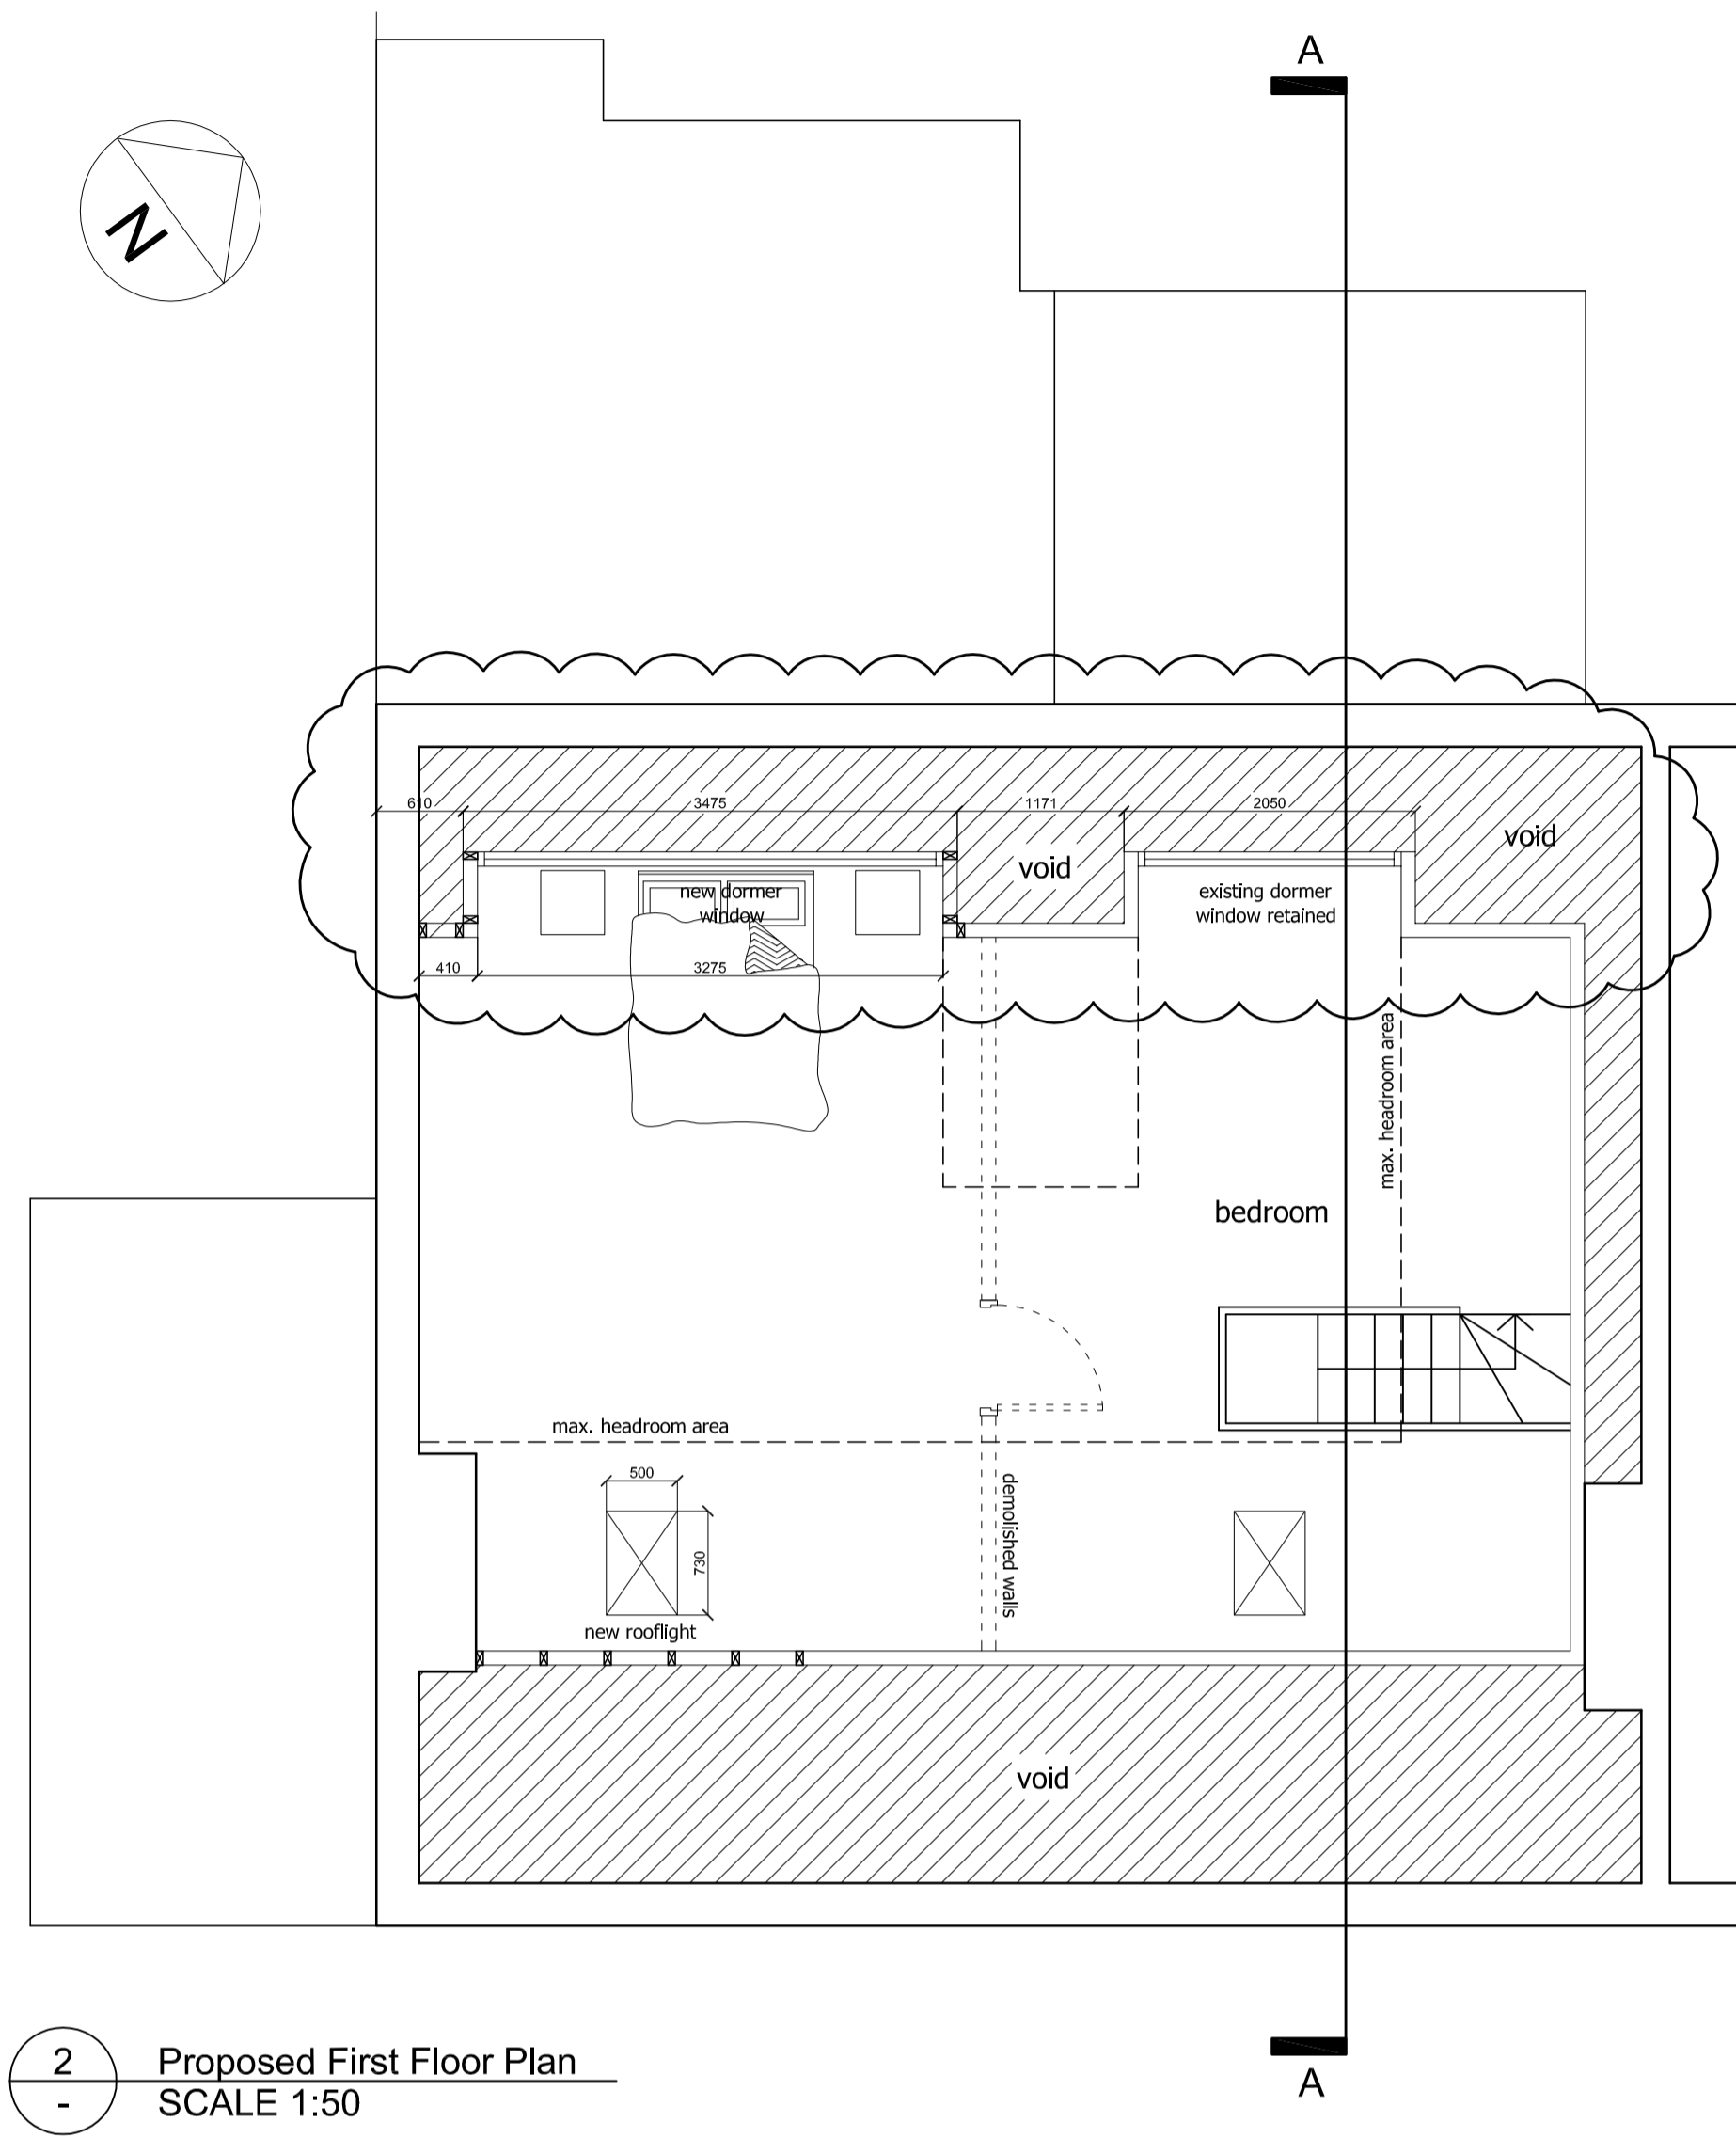 A
N
610
3475
1171
2050
void
void
new dormer
window
existing dormer
window retained
410
3275
max. headroom area
bedroom
max. headroom area
500
730
demolished walls
new rooflight
void
A
2
Proposed First Floor Plan
-
SCALE 1:50